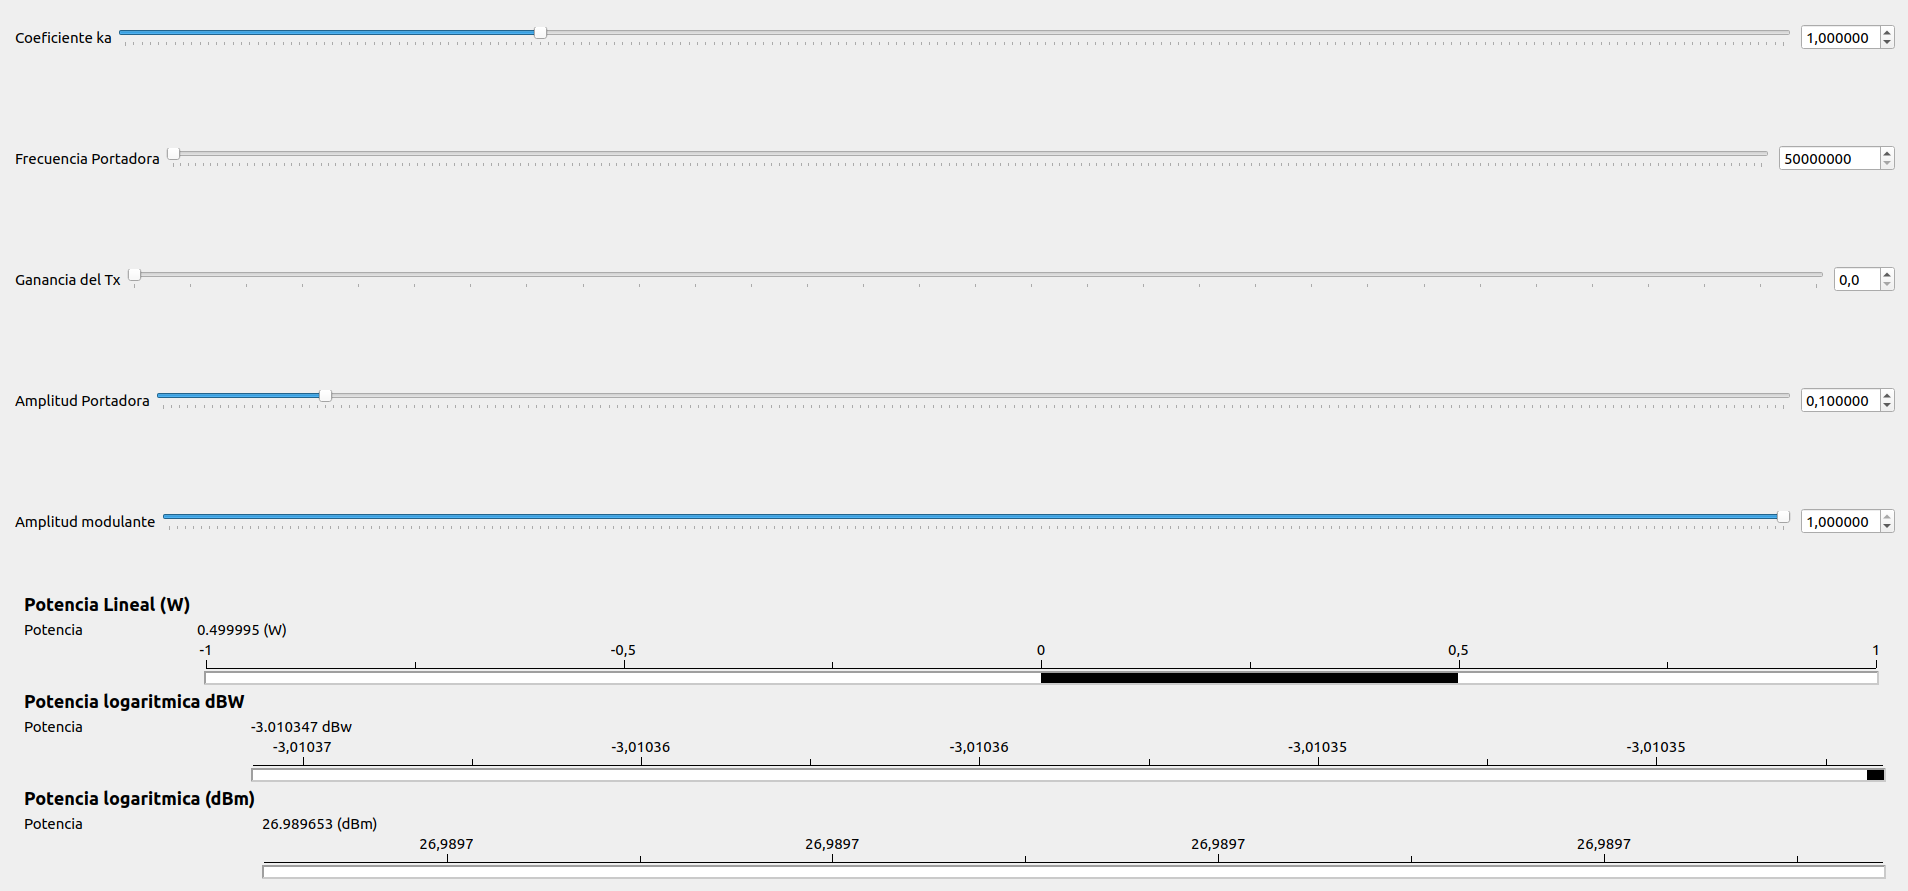 Coeficiente ka 1,000000
Frecuencia Portadora 50000000
Ganancia del Tx 0,0
Amplitud Portadora 0,100000
Amplitud modulante 1,000000
Potencia Lineal (W)
Potencia 0.499995 (W)
-1 -0,5 0 0,5 1
Potencia logaritmica dBW
Potencia -3.010347 dBw
-3,01037 -3,01036 -3,01036 -3,01035 -3,01035
Potencia logaritmica (dBm)
Potencia 26.989653 (dBm)
26,9897 26,9897 26,9897 26,9897